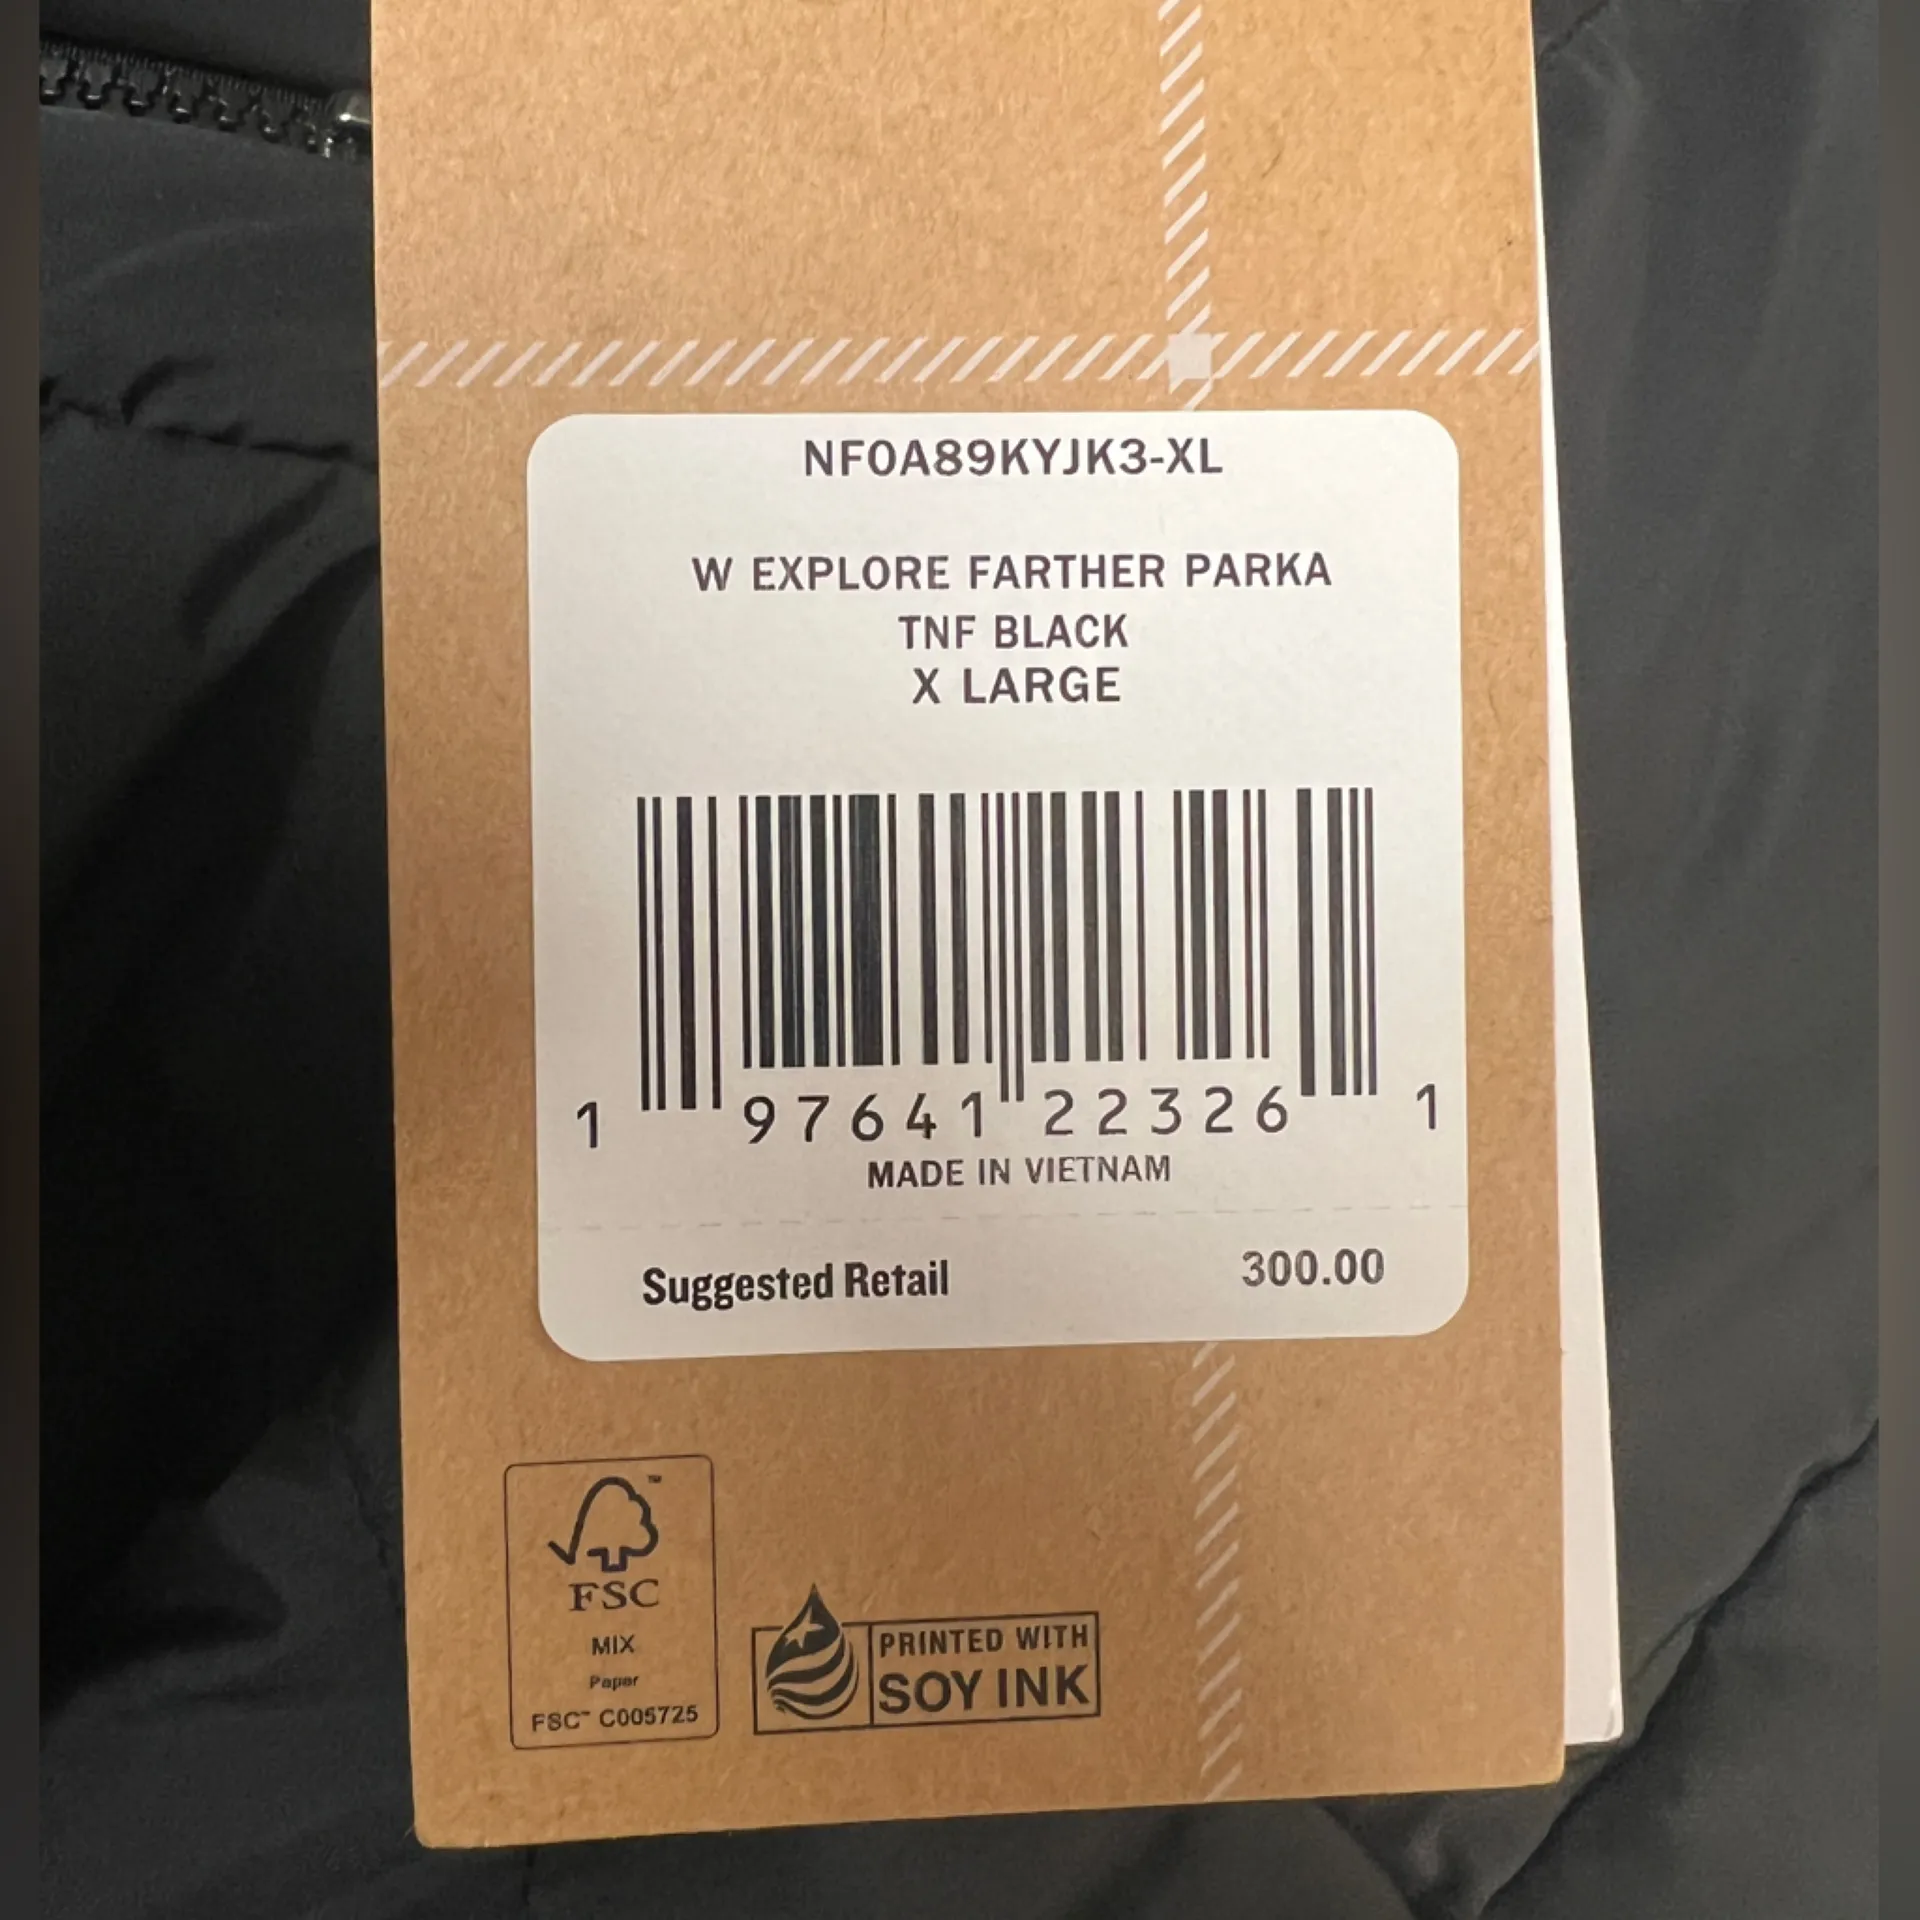 NF0A89KYJK3-XL
W EXPLORE FARTHER PARKA
TNF BLACK
X LARGE
1 97641 22326 1
MADE IN VIETNAM
Suggested Retail 300.00
™
FSC
MIX
Paper
FSC™ C005725
PRINTED WITH
SOY INK